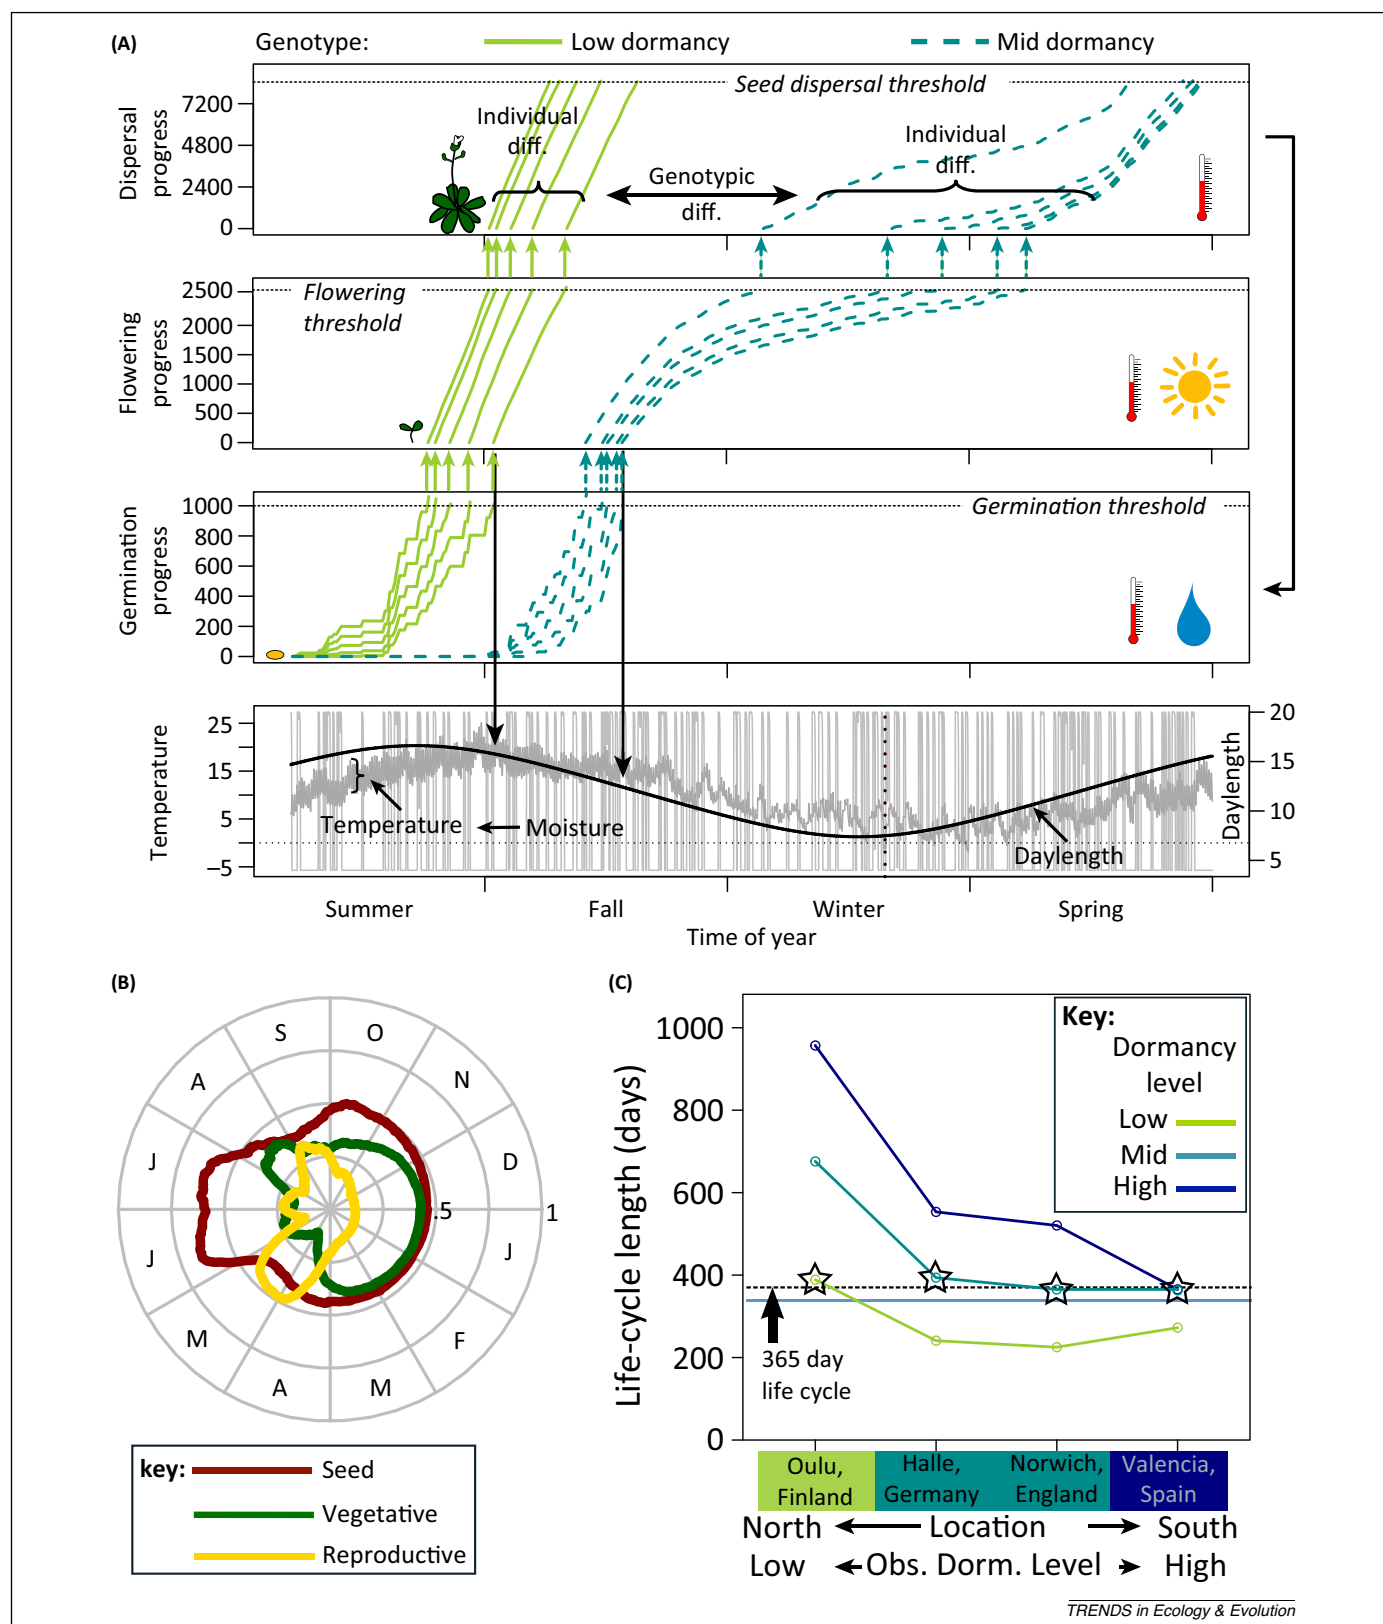 (A)
Genotype: Low dormancy Mid dormancy
Dispersal progress
7200
4800
2400
0
Seed dispersal threshold
Individual diff.
Genotypic diff.
Individual diff.
Flowering progress
2500
2000
1500
1000
500
0
Flowering threshold
Germination progress
1000
800
600
400
200
0
Germination threshold
Temperature
25
15
5
–5
Temperature
Moisture
Daylength
20
15
10
5
Daylength
Summer Fall Winter Spring
Time of year
(B)
S O
A N
J D
.5 1
J J
M F
A M
key: Seed
Vegetative
Reproductive
(C)
Life-cycle length (days)
1000
800
600
400
200
0
Key:
Dormancy
level
Low
Mid
High
365 day
life cycle
Oulu, Finland
Halle, Germany
Norwich, England
Valencia, Spain
North Location South
Low Obs. Dorm. Level High
TRENDS in Ecology & Evolution